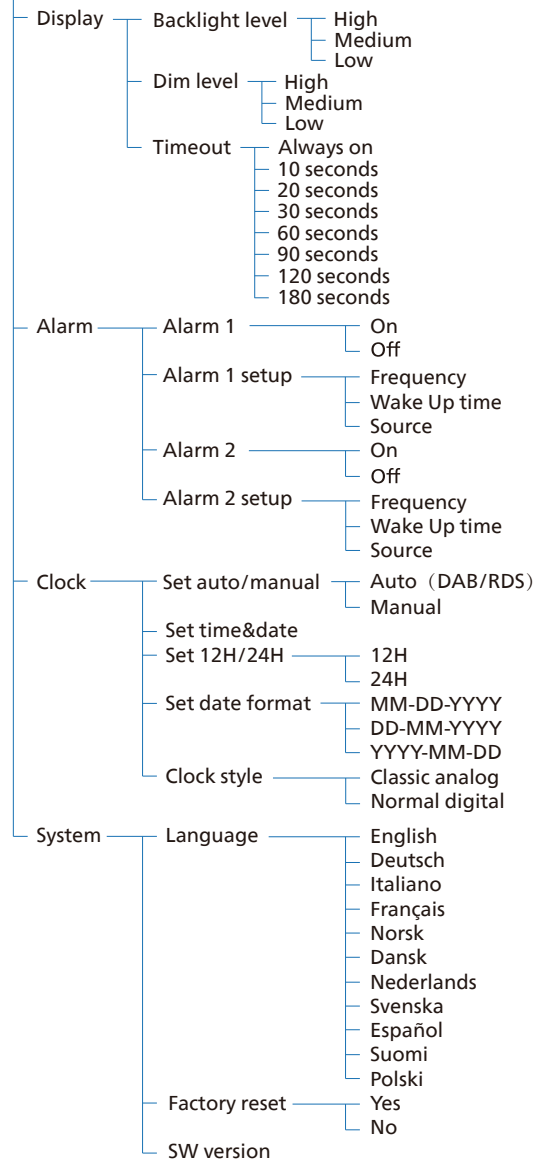 Display Backlight level High
Medium
Low
Dim level High
Medium
Low
Timeout Always on
10 seconds
20 seconds
30 seconds
60 seconds
90 seconds
120 seconds
180 seconds
Alarm Alarm 1 On
Off
Alarm 1 setup Frequency
Wake Up time
Source
Alarm 2 On
Off
Alarm 2 setup Frequency
Wake Up time
Source
Clock Set auto/manual Auto（DAB/RDS）
Manual
Set time&date
Set 12H/24H 12H
24H
Set date format MM-DD-YYYY
DD-MM-YYYY
YYYY-MM-DD
Clock style Classic analog
Normal digital
System Language English
Deutsch
Italiano
Français
Norsk
Dansk
Nederlands
Svenska
Español
Suomi
Polski
Factory reset Yes
No
SW version